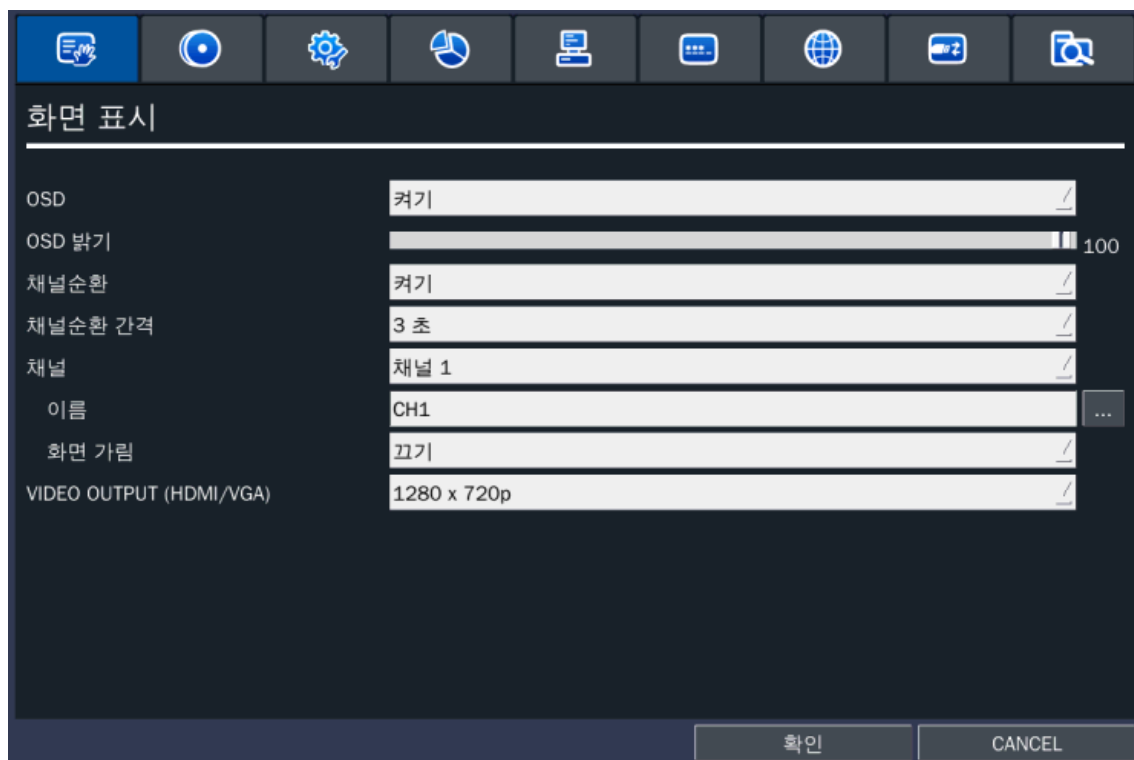 화면 표시
OSD 켜기
OSD 밝기 100
채널순환 켜기
채널순환 간격 3 초
채널 채널 1
이름 CH1 ...
화면 가림 끄기
VIDEO OUTPUT (HDMI/VGA) 1280 x 720p
확인 CANCEL